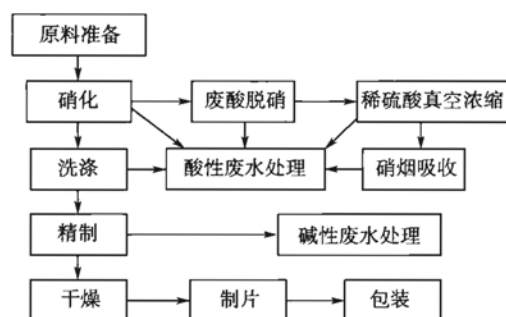 原料准备
硝化
废酸脱硝
稀硫酸真空浓缩
洗涤
酸性废水处理
硝烟吸收
精制
碱性废水处理
干燥
制片
包装